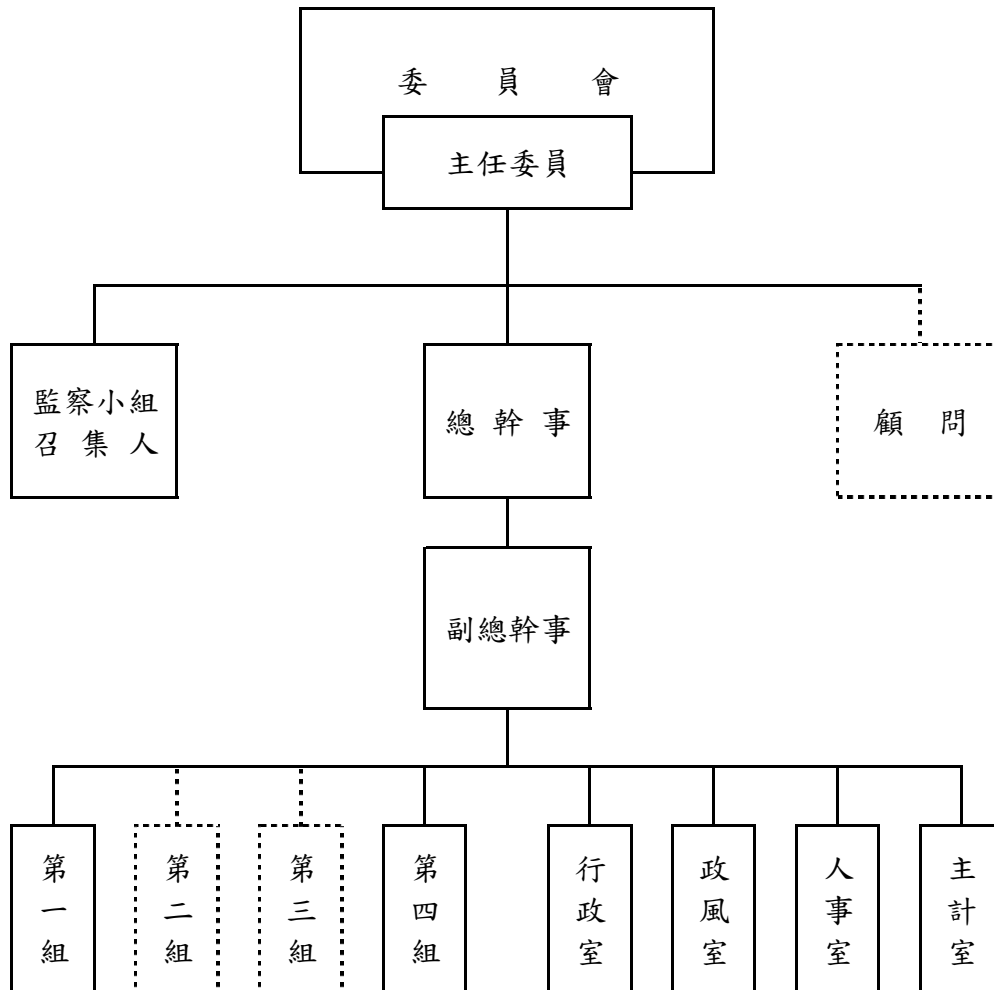 委員會
主任委員
監察小組
召集人
總幹事
顧問
副總幹事
第一組
第二組
第三組
第四組
行政室
政風室
人事室
主計室